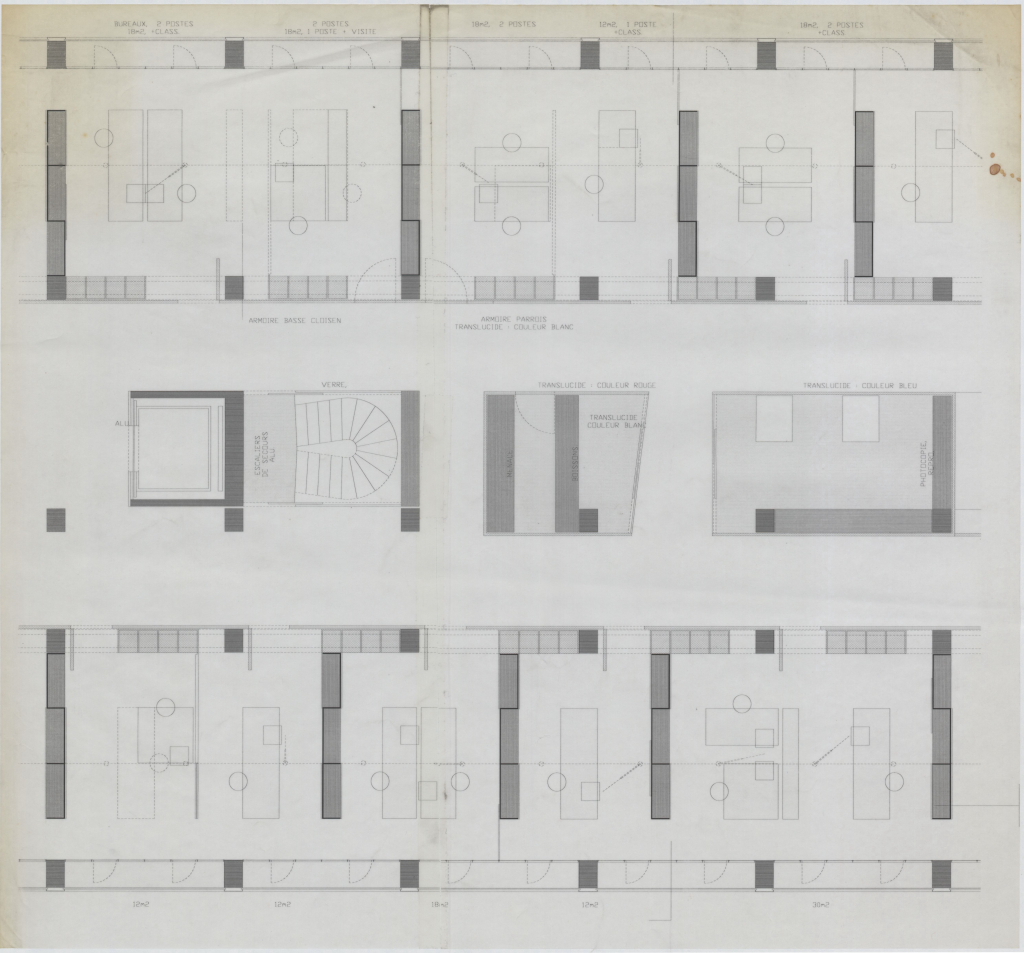 BUREAUX, 2 POSTES
18m2, +CLASS.
2 POSTES
18m2, 1 POSTE + VISITE
18m2, 2 POSTES
12m2, 1 POSTE
+CLASS.
18m2, 2 POSTES
+CLASS.
ARMOIRE BASSE CLOISEN
ARMOIRE PARROIS
TRANSLUCIDE - COULEUR BLANC
VERRE,
ALU
ESCALIERS
DE SECOURS
ALU
TRANSLUCIDE - COULEUR ROUGE
TRANSLUCIDE
COULEUR BLANC
TRANSLUCIDE - COULEUR BLEU
PHOTOCOPIE,
12m2
12m2
18m2
12m2
30m2